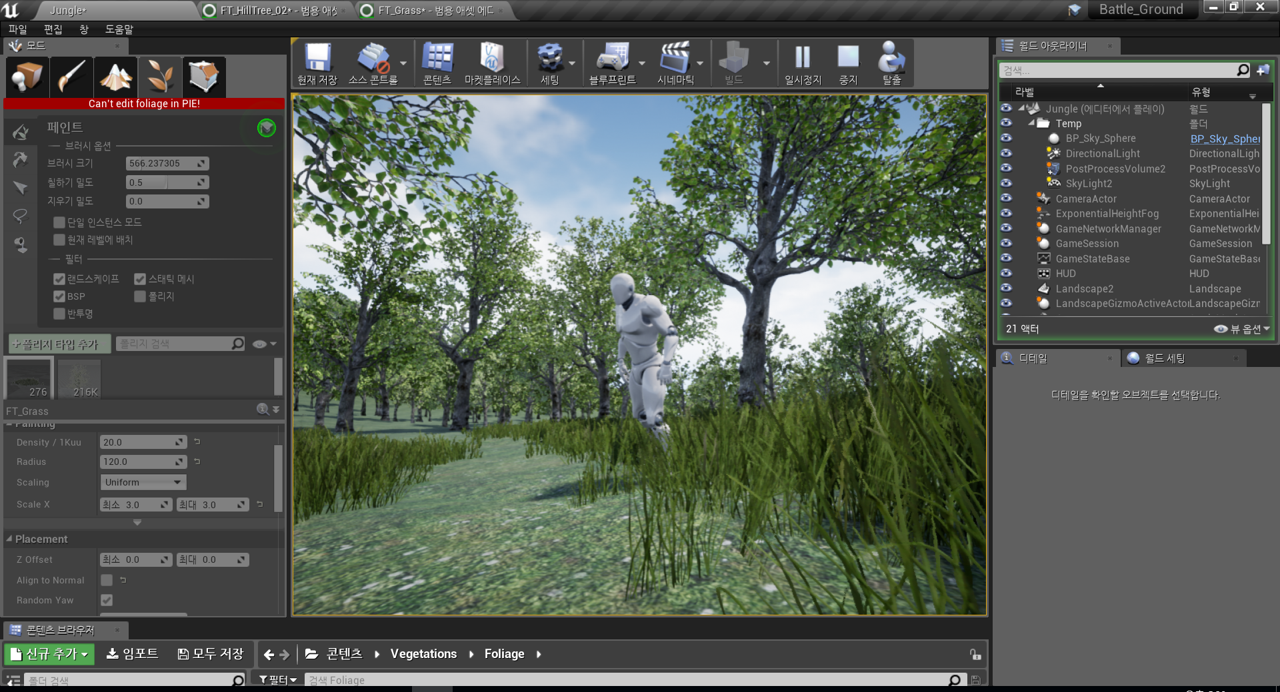 Jungle*
FT_HillTree_02* - 범용 애셋
FT_Grass* - 범용 애셋 에디
Battle_Ground
파일 편집 창 도움말
모드
현재 저장
소스 콘트롤
콘텐츠
마켓플레이스
세팅
블루프린트
시네마틱
빌드
일시정지
중지
탈출
Can't edit foliage in PIE!
페인트
브러시 옵션
브러시 크기 566.237305
칠하기 밀도 0.5
지우기 밀도 0.0
단일 인스턴스 모드
현재 레벨에 배치
필터
랜드스케이프 스태틱 메시
BSP 폴리지
반투명
+폴리지 타입 추가 폴리지 검색
276 216K
FT_Grass
Painting
Density / 1Kuu 20.0
Radius 120.0
Scaling Uniform
Scale X 최소 3.0 최대 3.0
Placement
Z Offset 최소 0.0 최대 0.0
Align to Normal
Random Yaw
월드 아웃라이너
검색...
라벨 유형
Jungle (에디터에서 플레이) 월드
Temp 폴더
BP_Sky_Sphere BP_Sky_Spher
DirectionalLight DirectionalLigh
PostProcessVolume2 PostProcessVo
SkyLight2 SkyLight
CameraActor CameraActor
ExponentialHeightFog ExponentialHei
GameNetworkManager GameNetworkM
GameSession GameSession
GameStateBase GameStateBase
HUD HUD
Landscape2 Landscape
LandscapeGizmoActiveActor LandscapeGizm
21 액터 뷰 옵션
디테일 월드 세팅
디테일을 확인할 오브젝트를 선택합니다.
콘텐츠 브라우저
신규 추가 임포트 모두 저장 콘텐츠 Vegetations Foliage
폴더 검색 필터 검색 Foliage